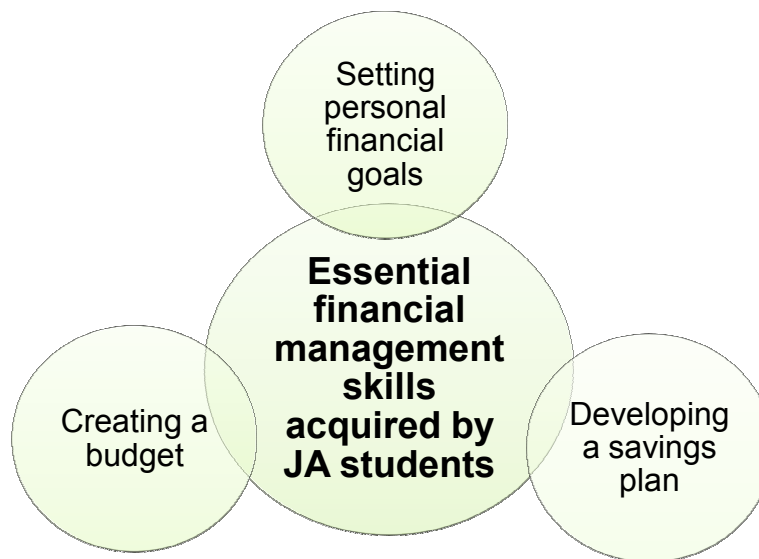 Setting
personal
financial
goals
Essential
financial
management
skills
acquired by
JA students
Creating a
budget
Developing
a savings
plan